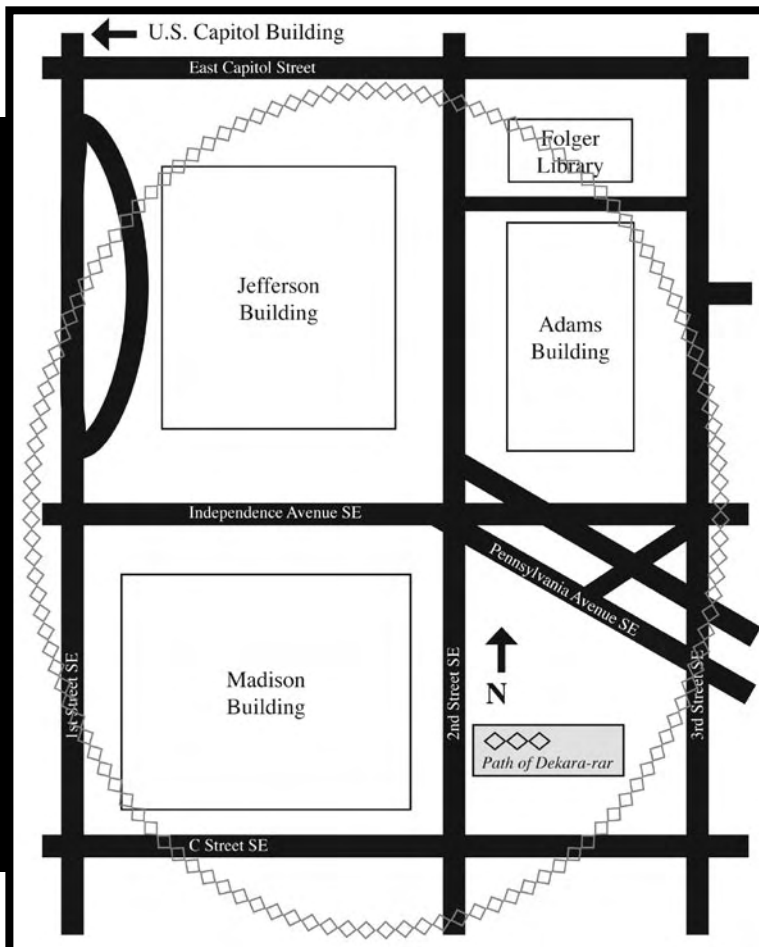 U.S. Capitol Building
East Capitol Street
Folger
Library
Jefferson
Building
Adams
Building
Independence Avenue SE
Pennsylvania Avenue SE
Madison
Building
1st Street SE
2nd Street SE
3rd Street SE
N
Path of Dekara-rar
C Street SE